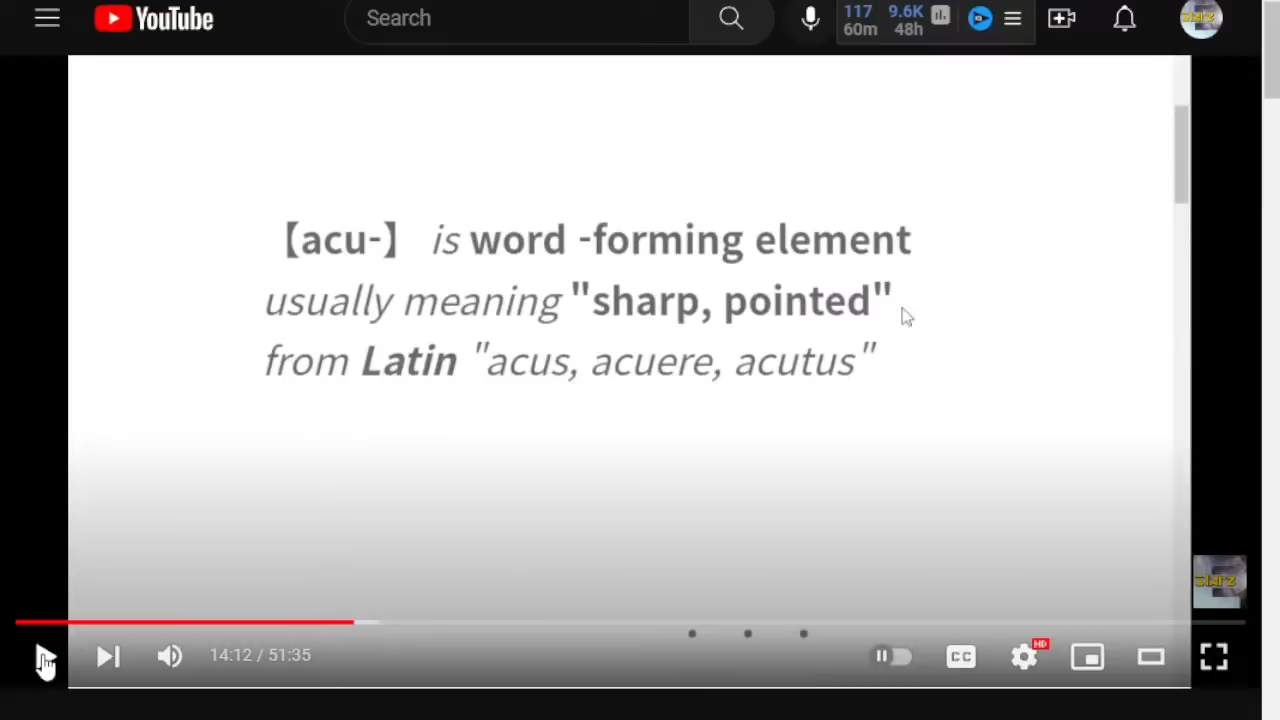 YouTube
Search
117 9.6K
60m 48h
【acu-】 is word -forming element
usually meaning "sharp, pointed"
from Latin "acus, acuere, acutus"
Starz
14:12 / 51:35
CC
HD